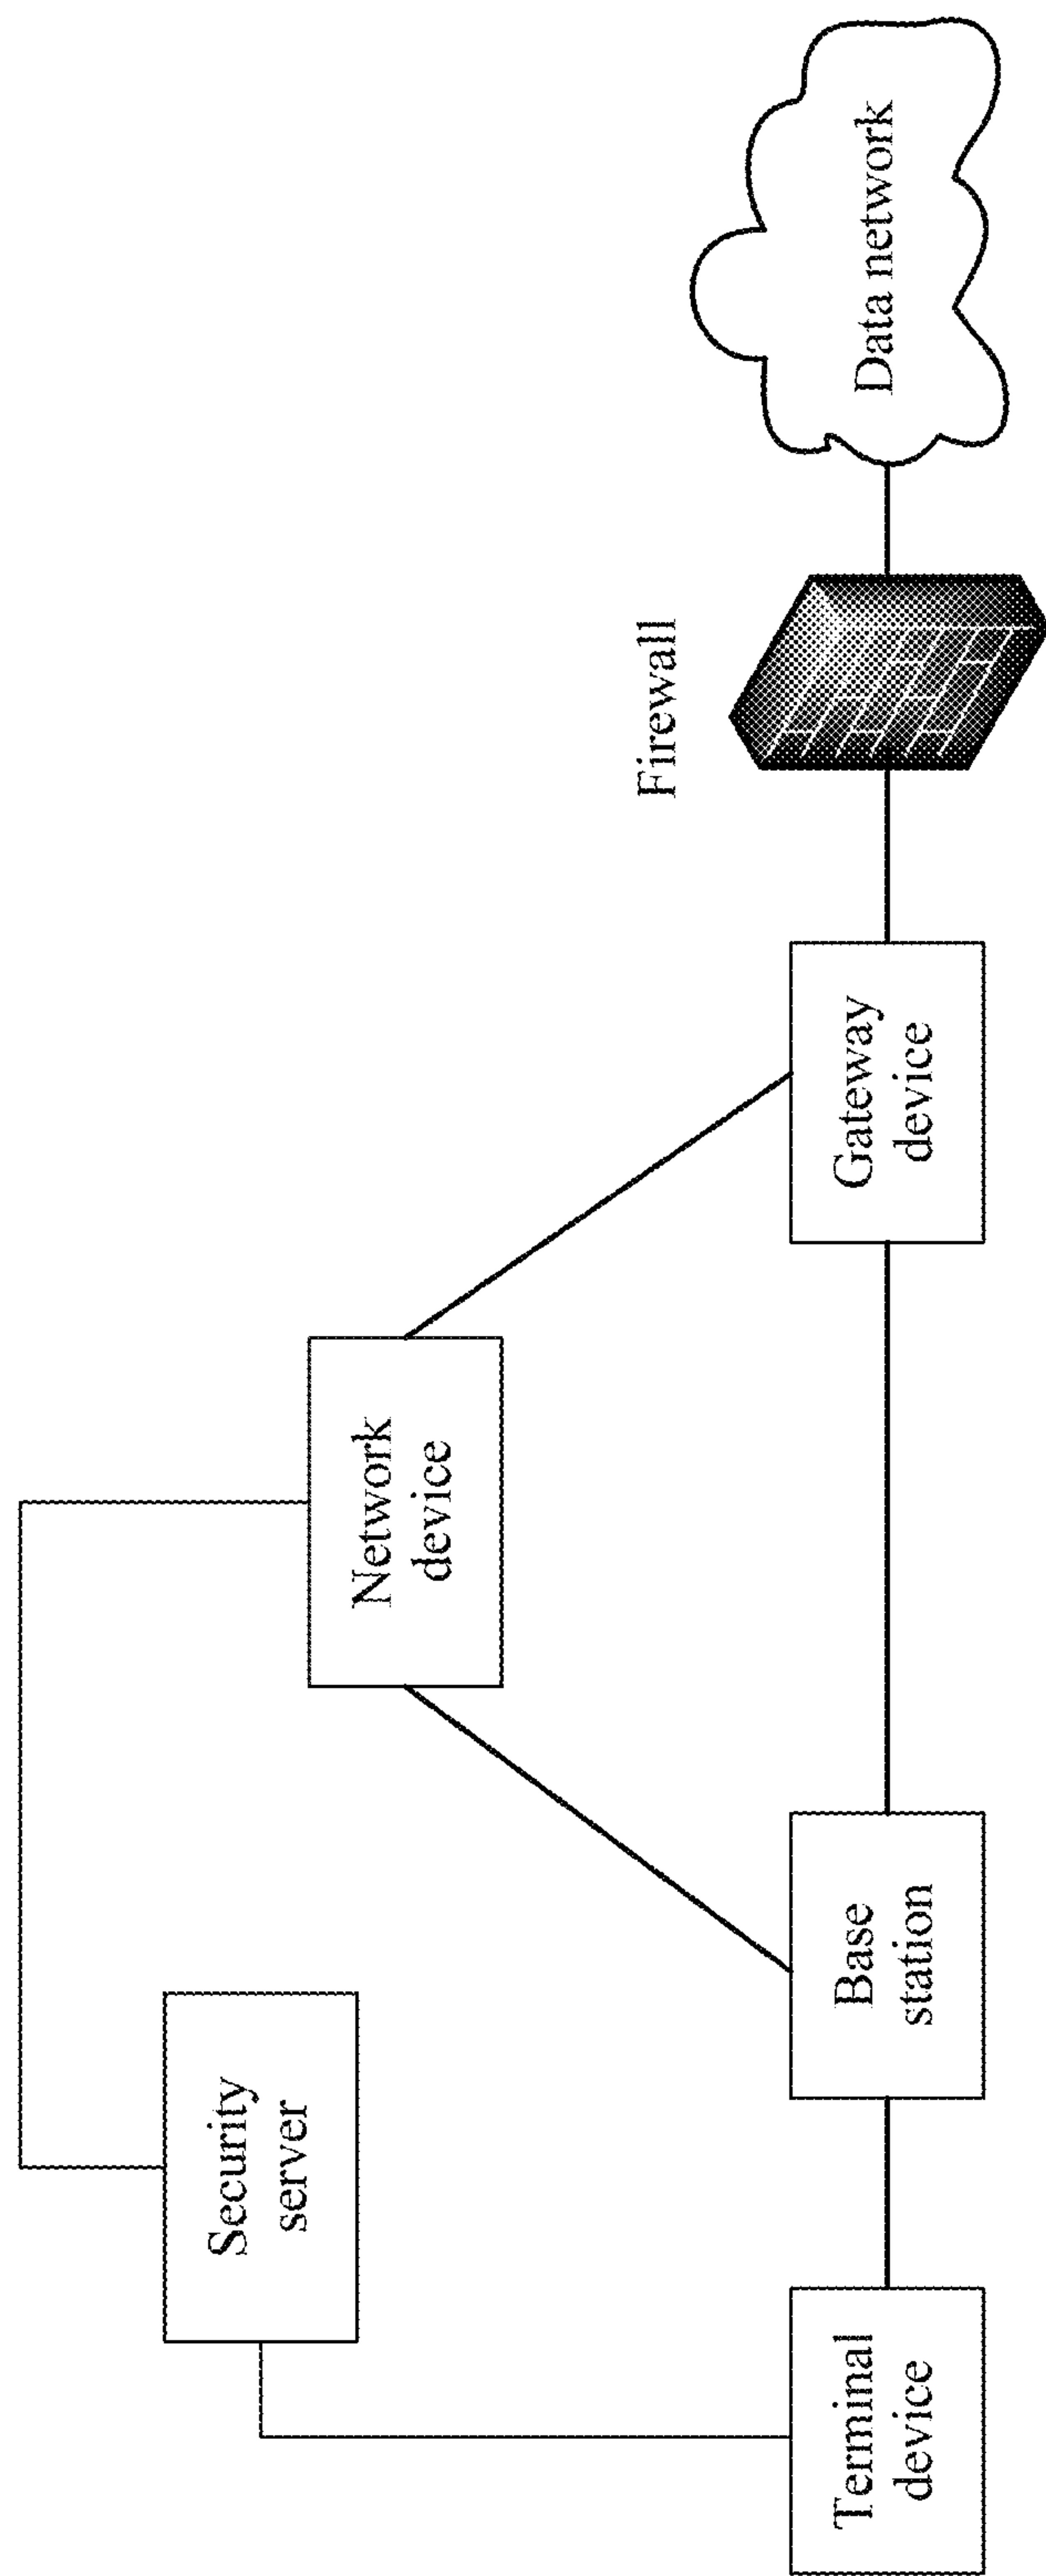 Security
server
Network
device
Terminal
device
Base
station
Gateway
device
Firewall
Data network